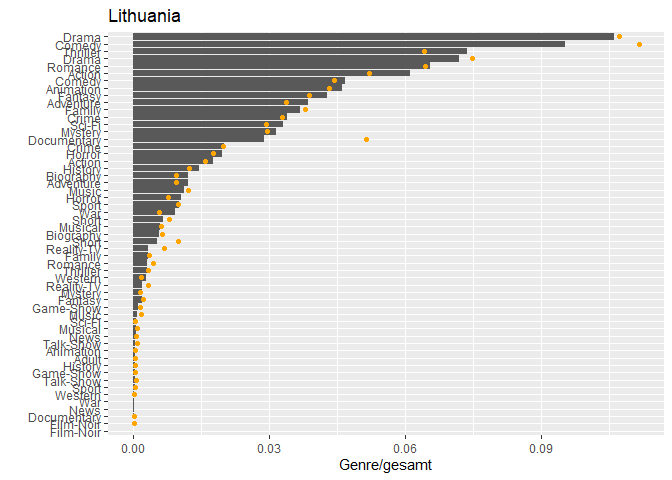 Lithuania
Drama
Comedy
Thriller
Drama
Romance
Action
Comedy
Animation
Fantasy
Adventure
Family
Crime
Sci-Fi
Mystery
Documentary
Crime
Horror
Action
History
Biography
Adventure
Music
Horror
Sport
War
Short
Musical
Biography
Short
Reality-TV
Family
Romance
Thriller
Western
Reality-TV
Mystery
Fantasy
Game-Show
Music
Sci-Fi
Musical
News
Talk-Show
Animation
Adult
History
Game-Show
Talk-Show
Sport
Western
War
News
Documentary
Film-Noir
Film-Noir
0.00 0.03 0.06 0.09
Genre/gesamt